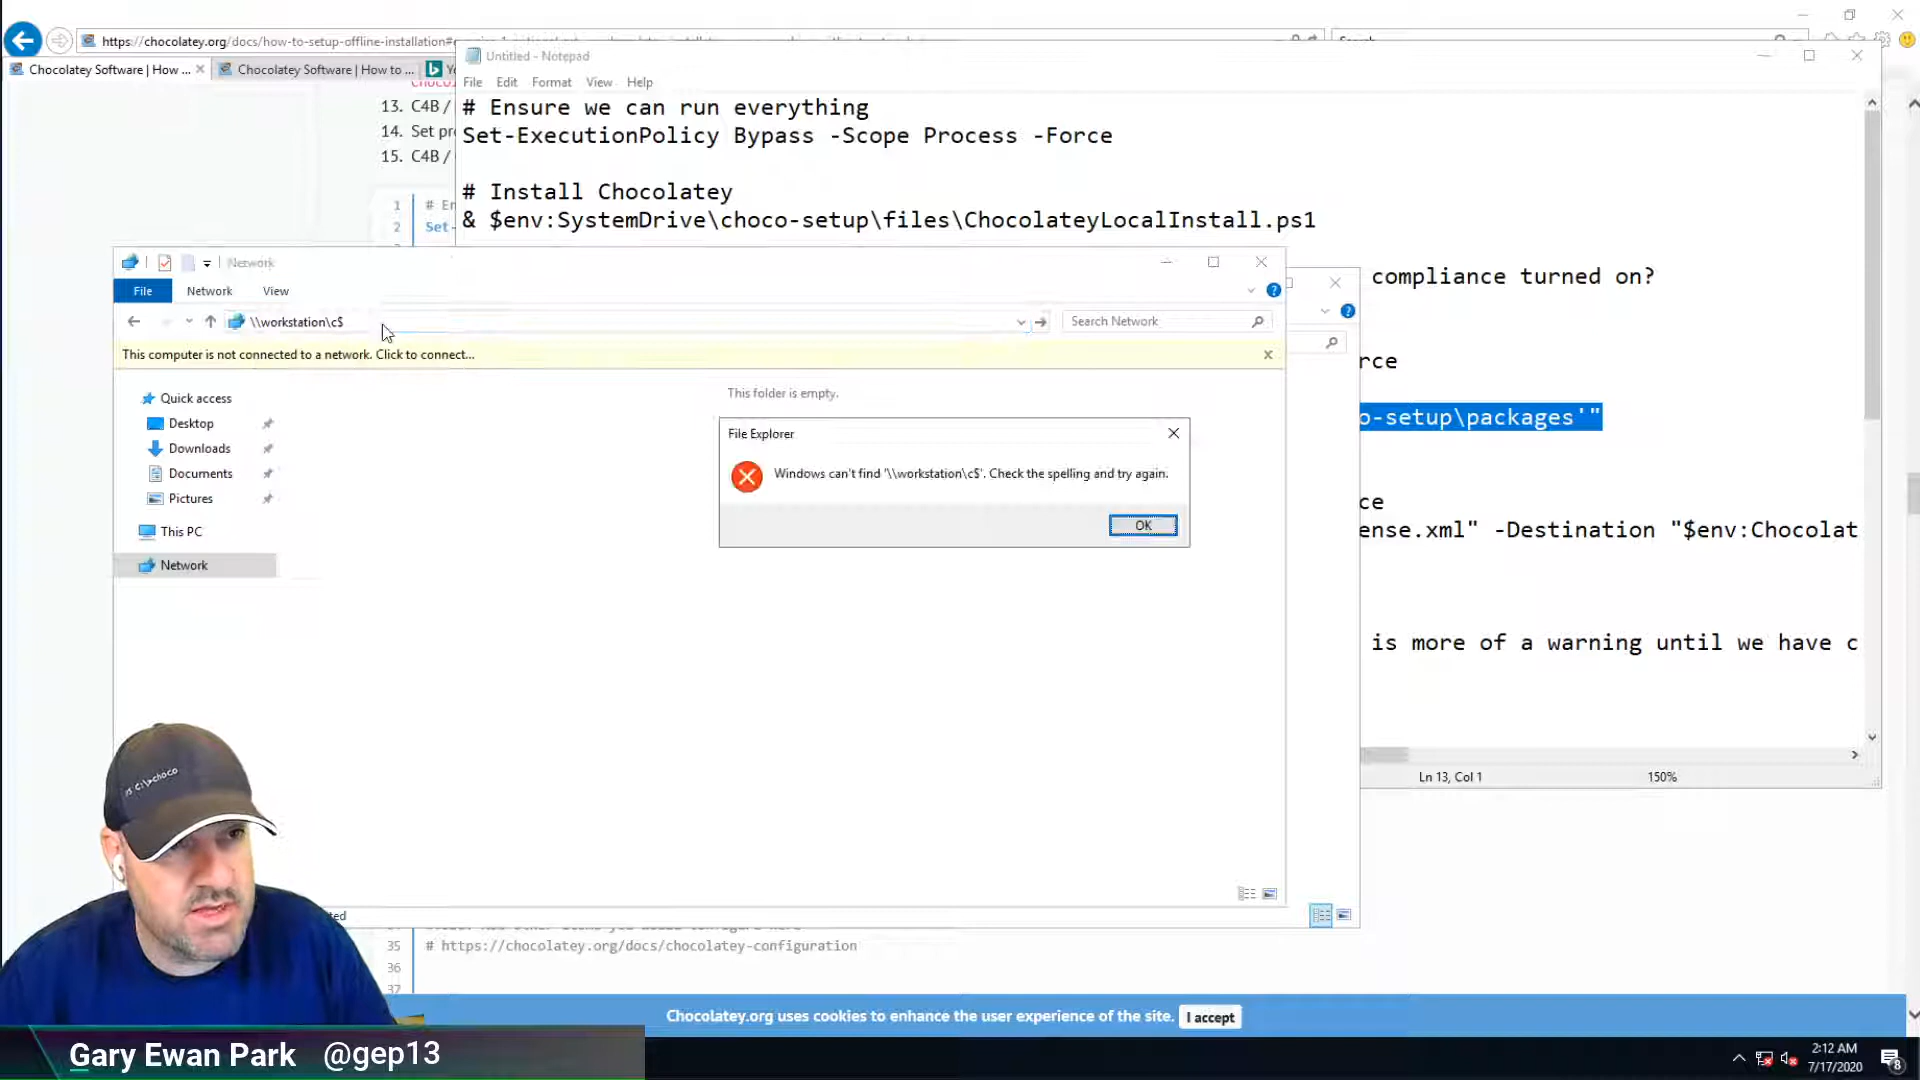 https://chocolatey.org/docs/how-to-setup-offline-installation#
Chocolatey Software | How ...
Chocolatey Software | How to ...
Untitled - Notepad
File Edit Format View Help
13. C4B /
14. Set pr
15. C4B /
1 # En
2 Set-
# Ensure we can run everything
Set-ExecutionPolicy Bypass -Scope Process -Force
# Install Chocolatey
& $env:SystemDrive\choco-setup\files\ChocolateyLocalInstall.ps1
compliance turned on?
rce
o-setup\packages'"
ce
ense.xml" -Destination "$env:Chocolat
is more of a warning until we have c
Ln 13, Col 1
150%
Network
File
Network
View
\\workstation\c$
Search Network
This computer is not connected to a network. Click to connect...
Quick access
Desktop
Downloads
Documents
Pictures
This PC
Network
This folder is empty.
File Explorer
Windows can't find '\\workstation\c$'. Check the spelling and try again.
OK
35 # https://chocolatey.org/docs/chocolatey-configuration
36
37
Chocolatey.org uses cookies to enhance the user experience of the site.
I accept
Gary Ewan Park @gep13
2:12 AM
7/17/2020
8